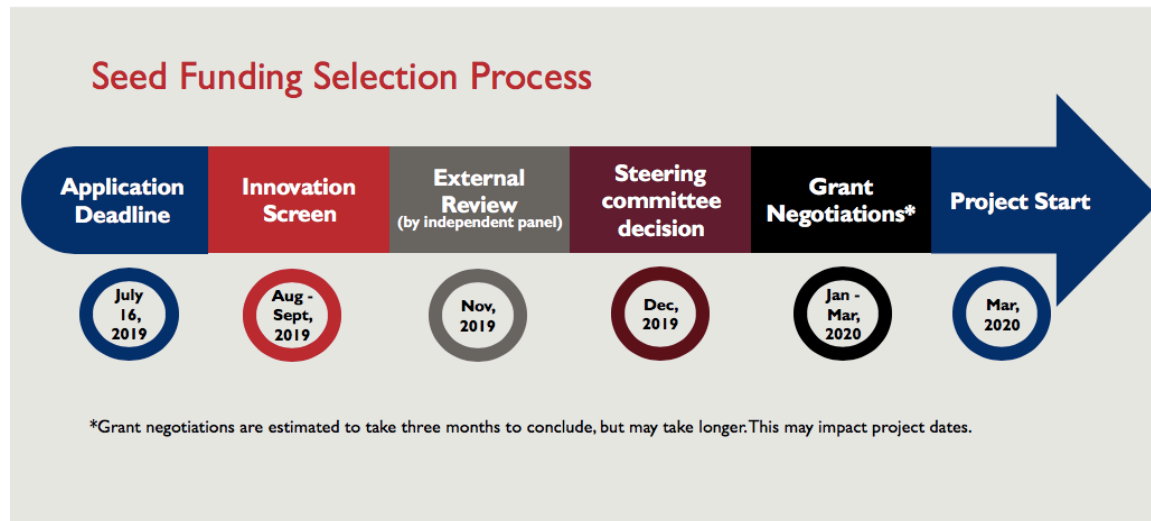 Seed Funding Selection Process
Application
Deadline
Innovation
Screen
External
Review
(by independent panel)
Steering
committee
decision
Grant
Negotiations*
Project Start
July
16,
2019
Aug -
Sept,
2019
Nov,
2019
Dec,
2019
Jan -
Mar,
2020
Mar,
2020
*Grant negotiations are estimated to take three months to conclude, but may take longer. This may impact project dates.